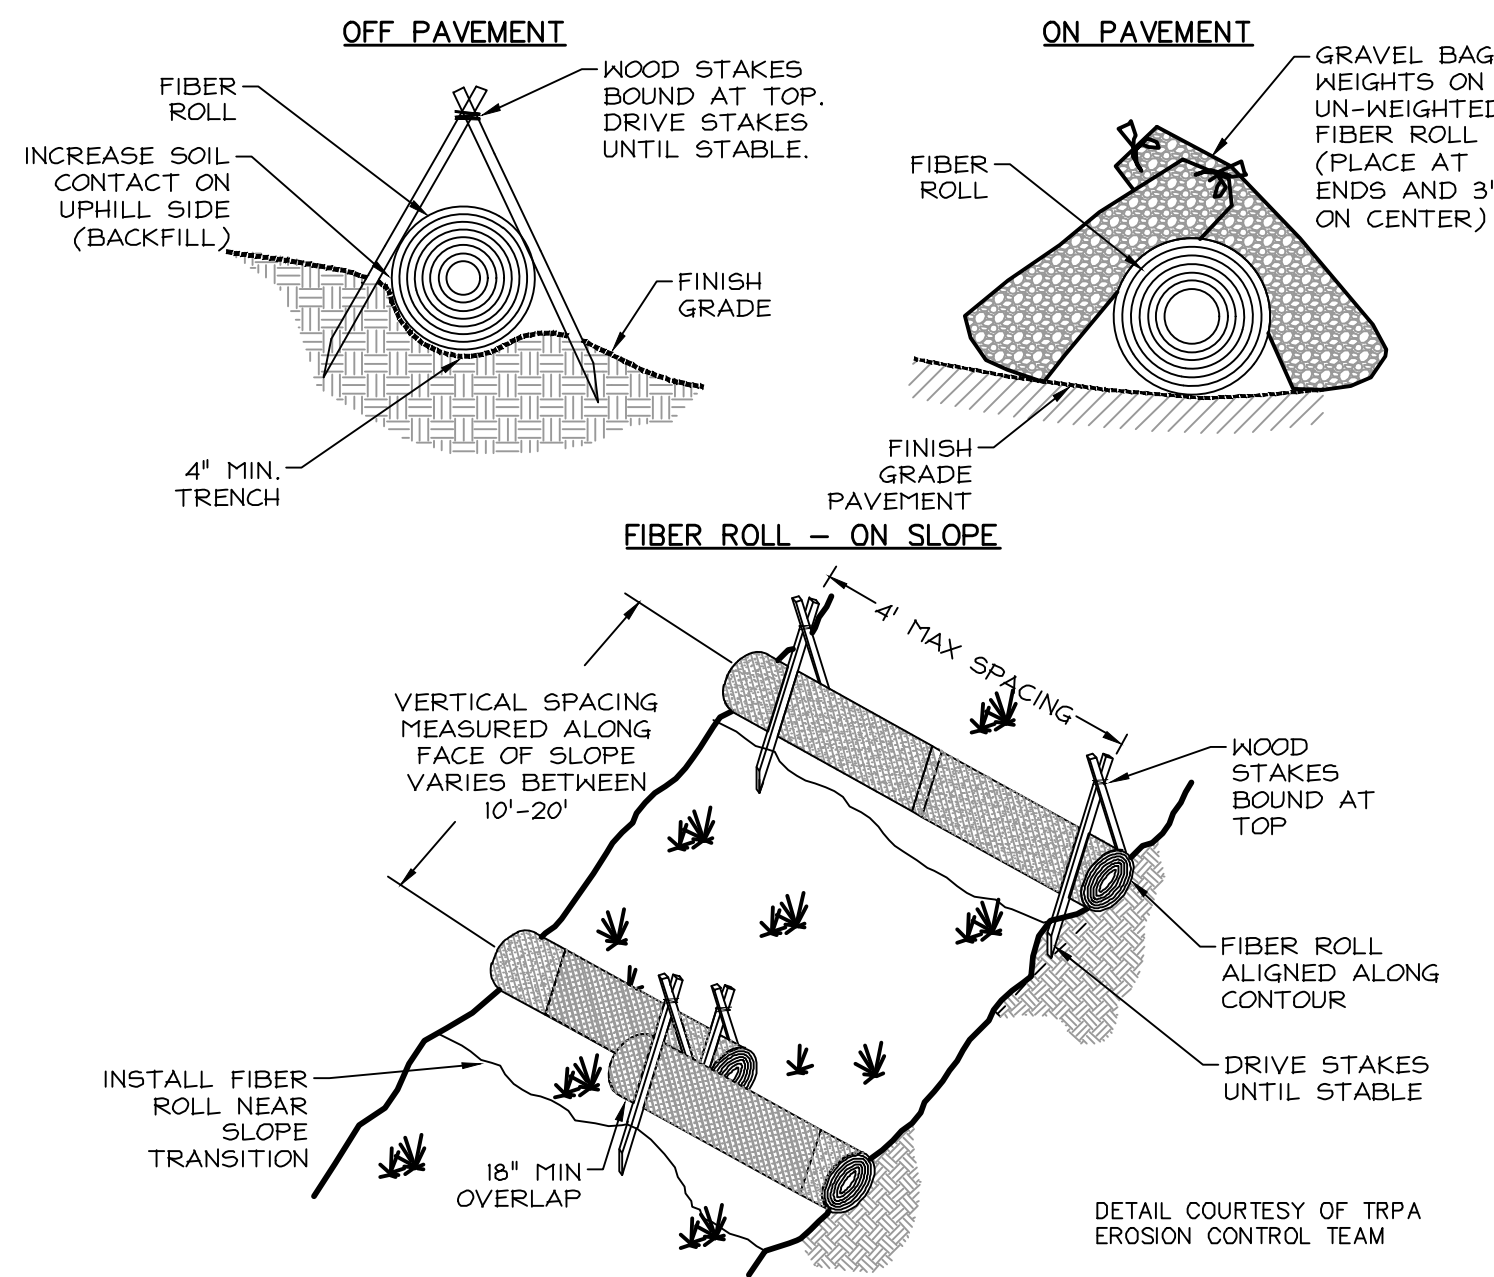 OFF PAVEMENT
FIBER
ROLL
WOOD STAKES
BOUND AT TOP.
DRIVE STAKES
UNTIL STABLE.
INCREASE SOIL
CONTACT ON
UPHILL SIDE
(BACKFILL)
FINISH
GRADE
4" MIN.
TRENCH
ON PAVEMENT
GRAVEL BAG
WEIGHTS ON
UN-WEIGHTED
FIBER ROLL
(PLACE AT
ENDS AND 3'
ON CENTER)
FIBER
ROLL
FINISH
GRADE
PAVEMENT
FIBER ROLL – ON SLOPE
4' MAX SPACING
VERTICAL SPACING
MEASURED ALONG
FACE OF SLOPE
VARIES BETWEEN
10'-20'
WOOD
STAKES
BOUND AT
TOP
FIBER ROLL
ALIGNED ALONG
CONTOUR
DRIVE STAKES
UNTIL STABLE
INSTALL FIBER
ROLL NEAR
SLOPE
TRANSITION
18" MIN
OVERLAP
DETAIL COURTESY OF TRPA
EROSION CONTROL TEAM